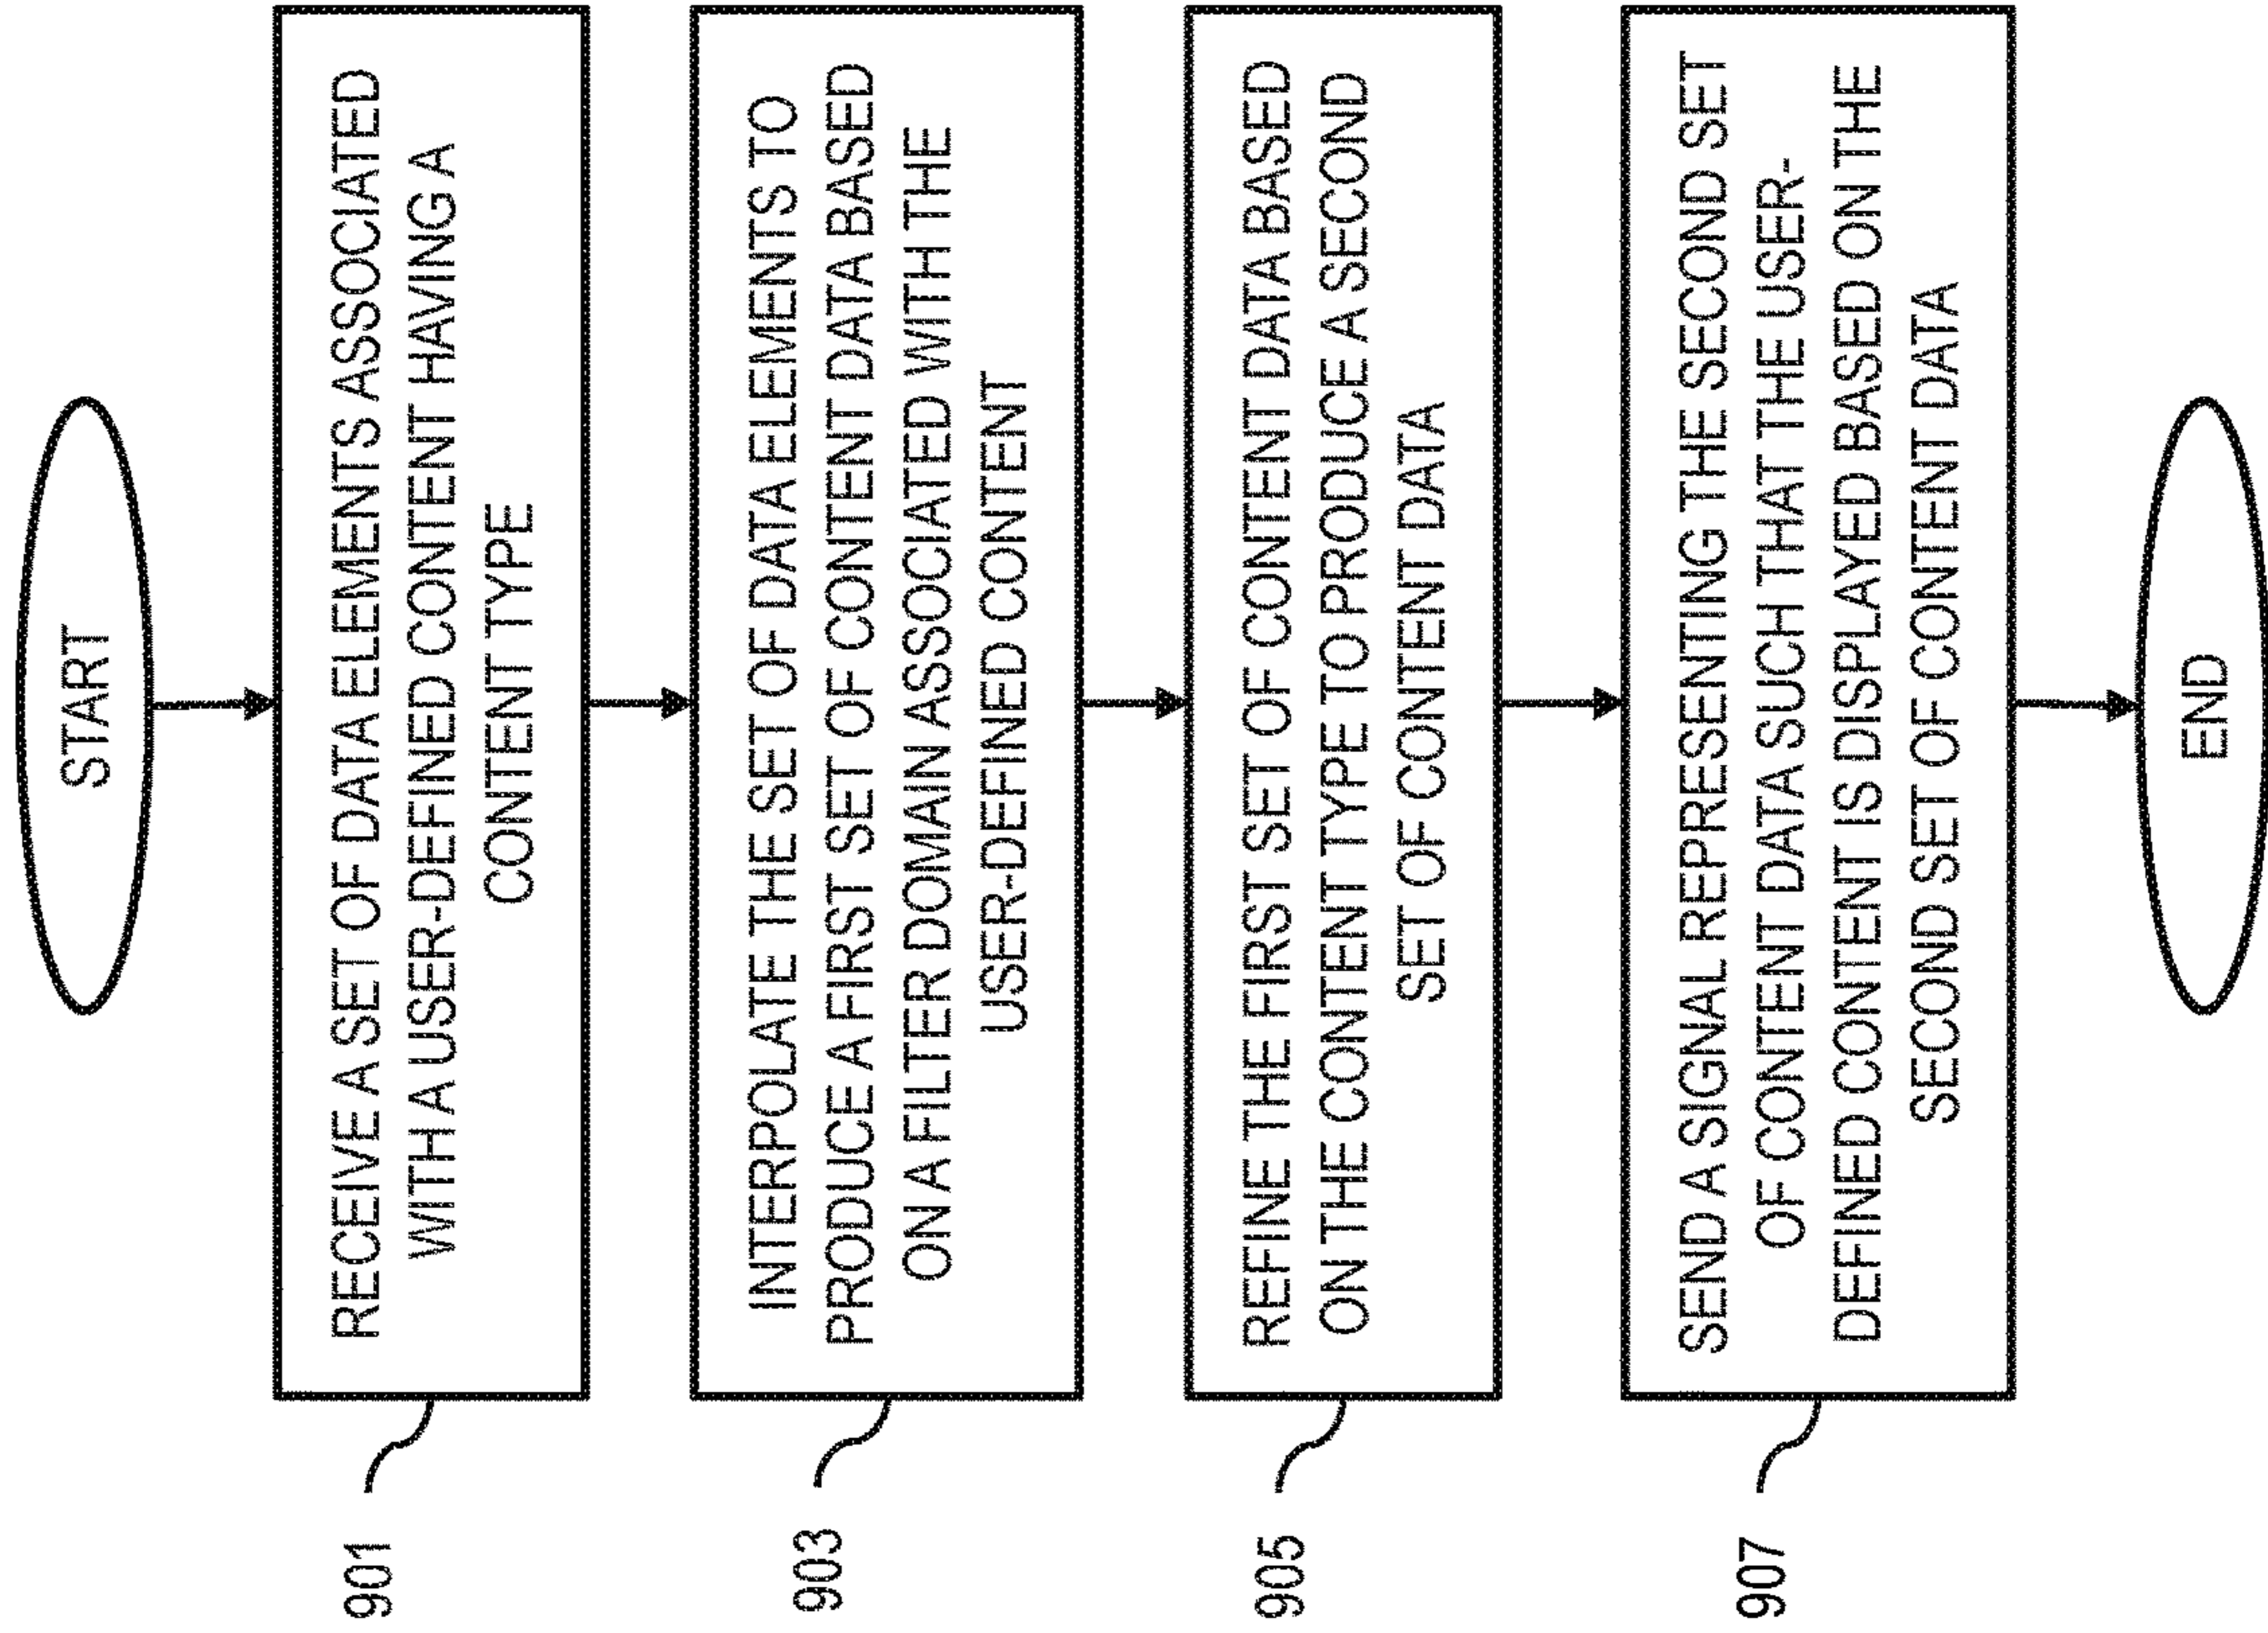 START
901
RECEIVE A SET OF DATA ELEMENTS ASSOCIATED
WITH A USER-DEFINED CONTENT HAVING A
CONTENT TYPE
903
INTERPOLATE THE SET OF DATA ELEMENTS TO
PRODUCE A FIRST SET OF CONTENT DATA BASED
ON A FILTER DOMAIN ASSOCIATED WITH THE
USER-DEFINED CONTENT
905
REFINE THE FIRST SET OF CONTENT DATA BASED
ON THE CONTENT TYPE TO PRODUCE A SECOND
SET OF CONTENT DATA
907
SEND A SIGNAL REPRESENTING THE SECOND SET
OF CONTENT DATA SUCH THAT THE USER-
DEFINED CONTENT IS DISPLAYED BASED ON THE
SECOND SET OF CONTENT DATA
END